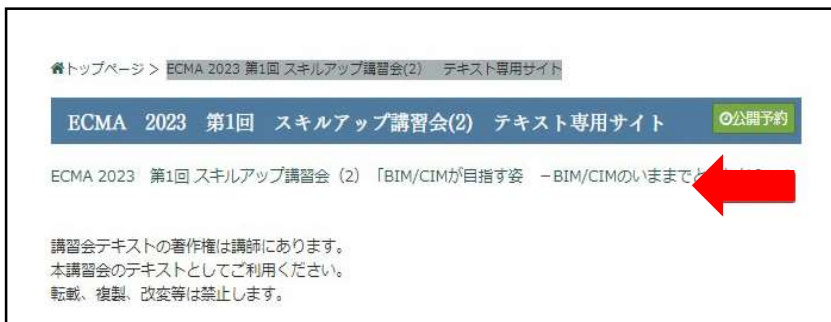 トップページ > ECMA 2023 第1回 スキルアップ講習会(2) テキスト専用サイト
ECMA 2023 第1回 スキルアップ講習会(2) テキスト専用サイト
公開予約
ECMA 2023 第1回 スキルアップ講習会（2）「BIM/CIMが目指す姿 －BIM/CIMのいままでと
講習会テキストの著作権は講師にあります。
本講習会のテキストとしてご利用ください。
転載、複製、改変等は禁止します。